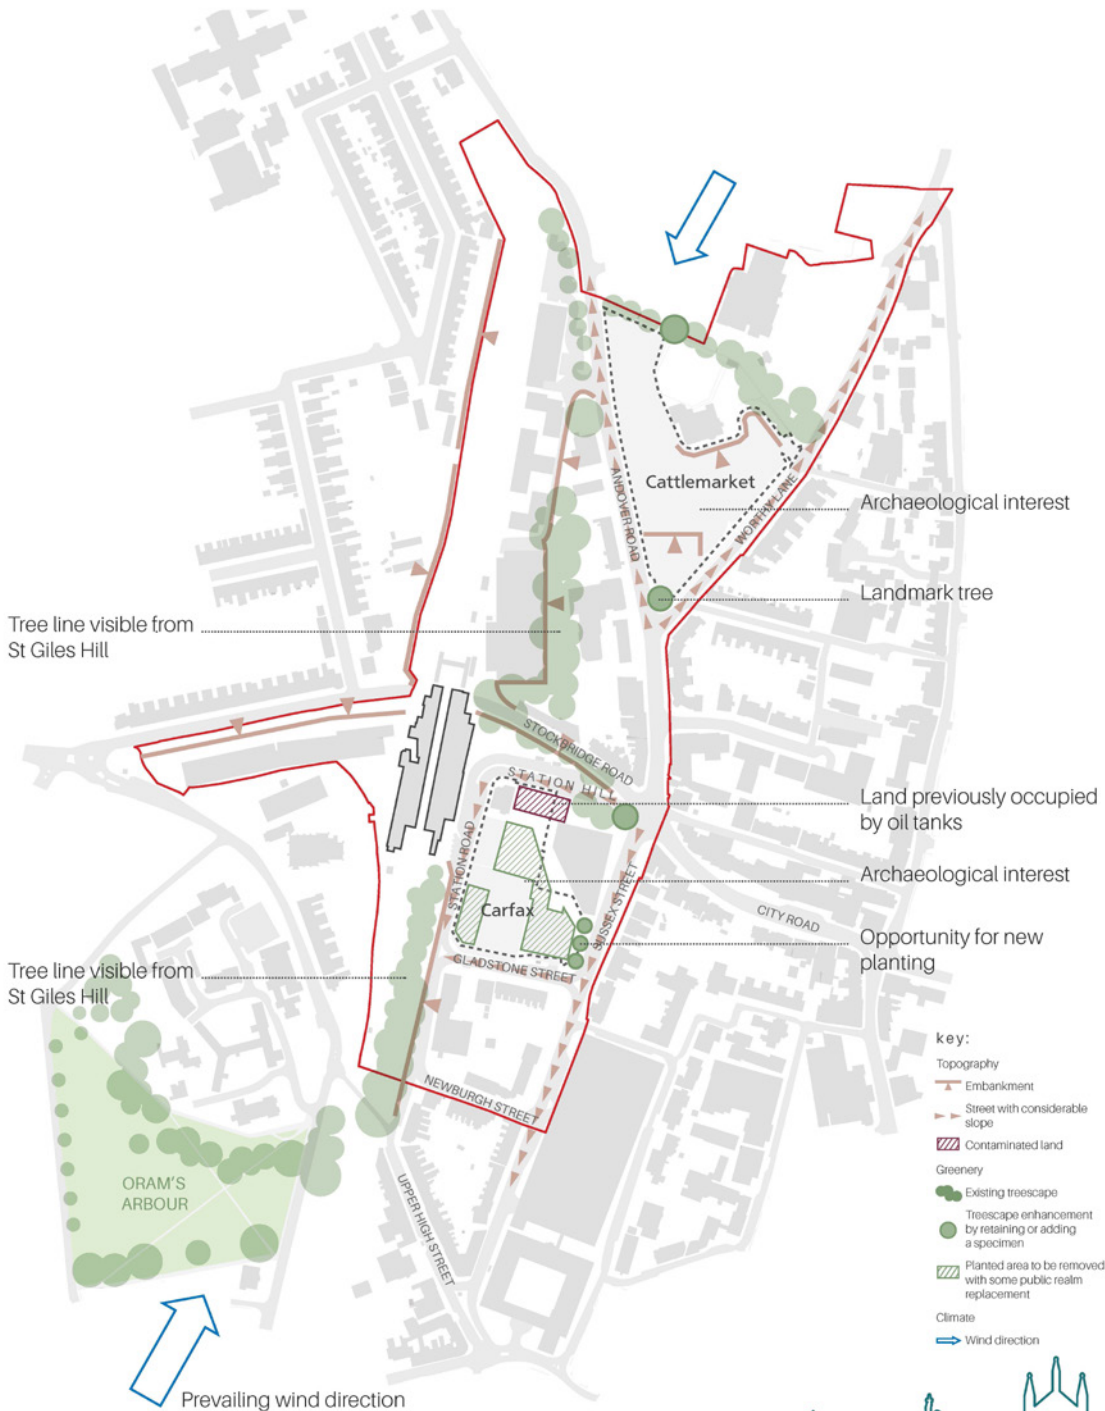 Cattlemarket
ANDOVER ROAD
WORTHY LANE
Archaeological interest
Landmark tree
Tree line visible from
St Giles Hill
STOCKBRIDGE ROAD
STATION HILL
Land previously occupied
by oil tanks
STATION ROAD
Archaeological interest
Carfax
SUSSEX STREET
CITY ROAD
Opportunity for new
planting
GLADSTONE STREET
Tree line visible from
St Giles Hill
NEWBURGH STREET
ORAM'S
ARBOUR
UPPER HIGH STREET
Prevailing wind direction
key:
Topography
Embankment
Street with considerable
slope
Contaminated land
Greenery
Existing treescape
Treescape enhancement
by retaining or adding
a specimen
Planted area to be removed
with some public realm
replacement
Climate
Wind direction